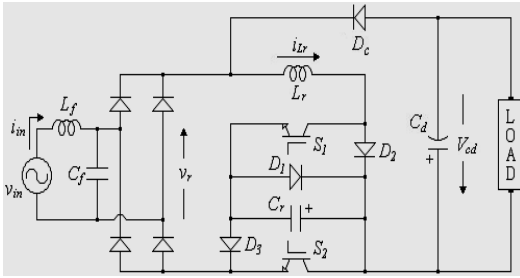 i_Lr
D_c
L_r
L_f
i_in
C_f
v_in
v_r
S_1
D_1
D_2
C_r
+
D_3
S_2
C_d
+
V_cd
LOAD